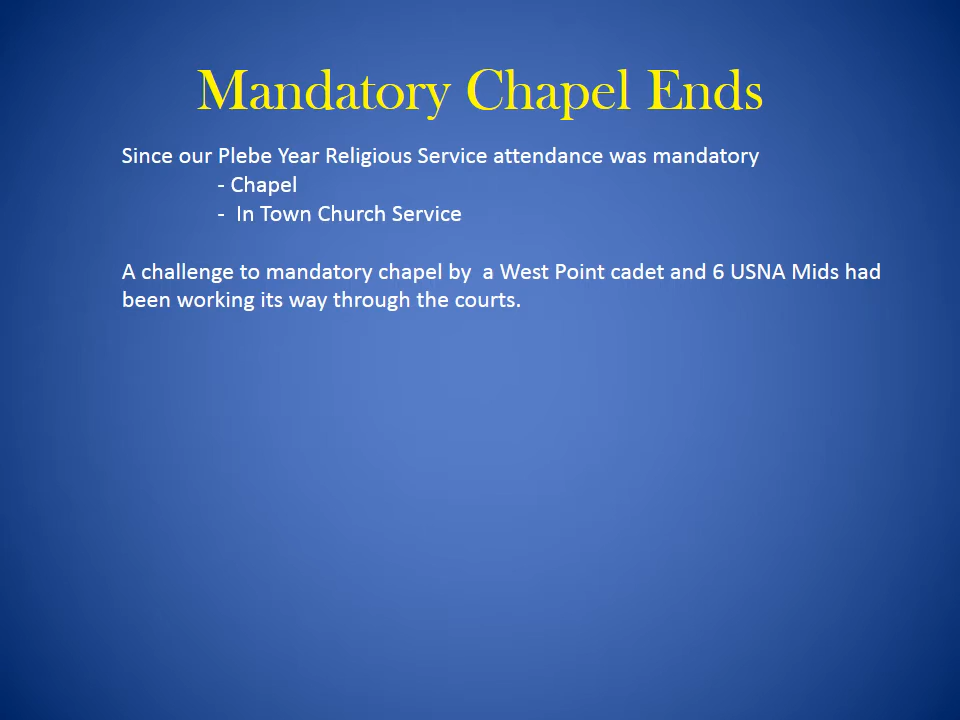 Mandatory Chapel Ends
Since our Plebe Year Religious Service attendance was mandatory
- Chapel
- In Town Church Service
A challenge to mandatory chapel by  a West Point cadet and 6 USNA Mids had
been working its way through the courts.